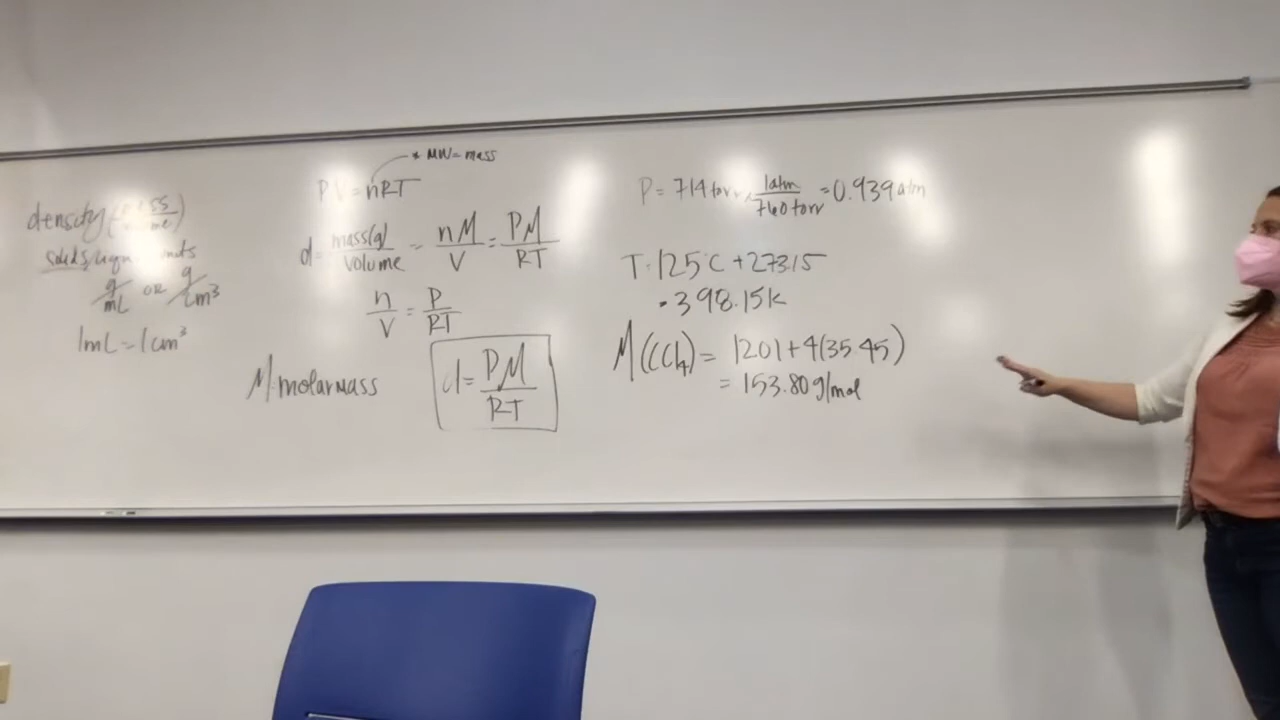 density
solids/liquid units
g/mL OR g/cm³
1mL = 1cm³
* MW = mass
PV = nRT
d = mass(g)/volume = nM/V = PM/RT
n/V = P/RT
M: molar mass
d = PM/RT
P = 714 torr x 1atm/760 torr = 0.939 atm
T = 125°C + 273.15
= 398.15K
M(CCl₄) = 12.01 + 4(35.45)
= 153.80 g/mol